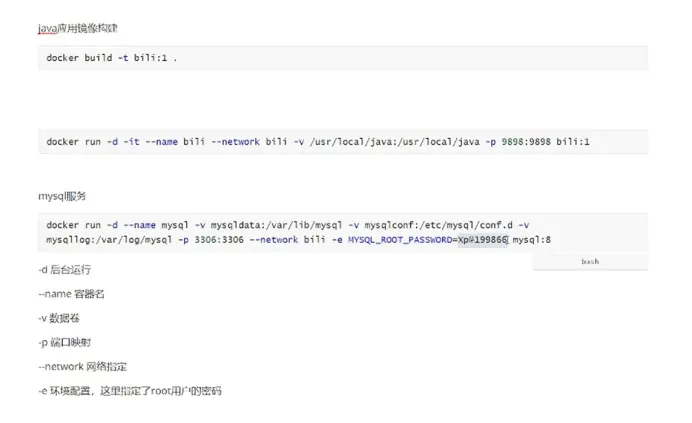 java应用镜像构建
docker build -t bili:1 .
docker run -d -it --name bili --network bili -v /usr/local/java:/usr/local/java -p 9898:9898 bili:1
mysql服务
docker run -d --name mysql -v mysqldata:/var/lib/mysql -v mysqlconf:/etc/mysql/conf.d -v
mysqllog:/var/log/mysql -p 3306:3306 --network bili -e MYSQL_ROOT_PASSWORD=Xp@199866 mysql:8
bash
-d 后台运行
--name 容器名
-v 数据卷
-p 端口映射
--network 网络指定
-e 环境配置，这里指定了root用户的密码